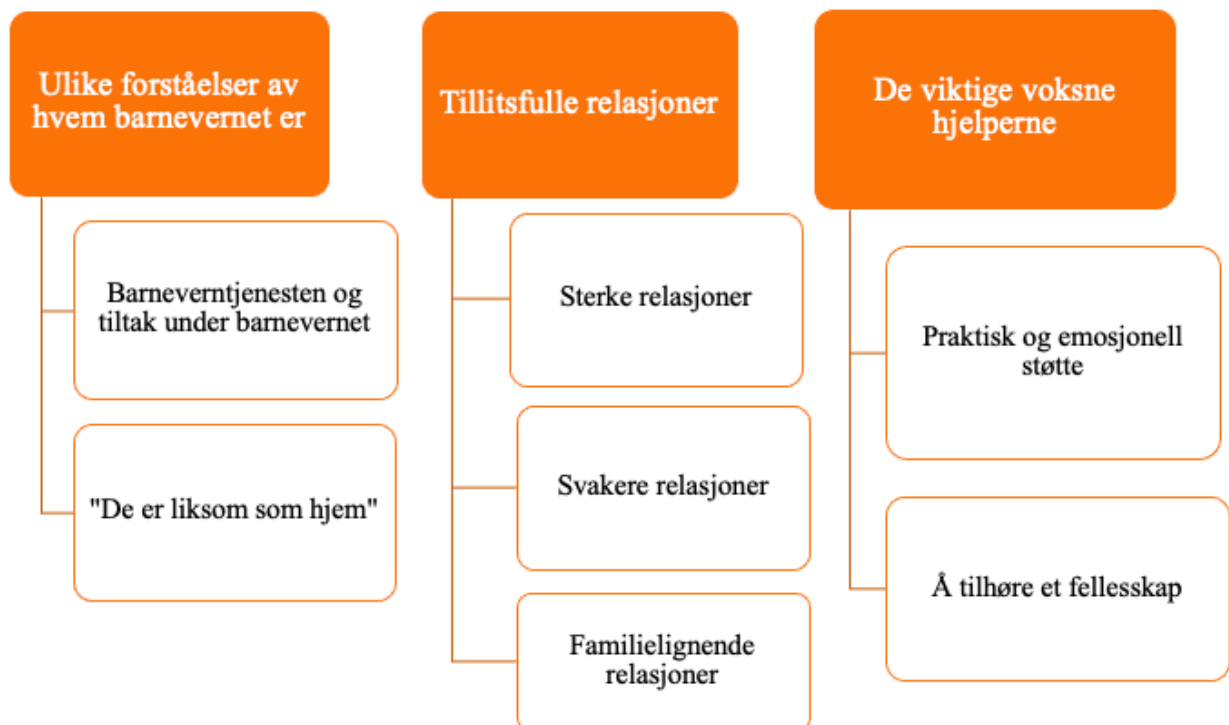 Ulike forståelser av
hvem barnevernet er
Barneverntjenesten og
tiltak under barnevernet
"De er liksom som hjem"
Tillitsfulle relasjoner
Sterke relasjoner
Svakere relasjoner
Familielignende
relasjoner
De viktige voksne
hjelperne
Praktisk og emosjonell
støtte
Å tilhøre et fellesskap